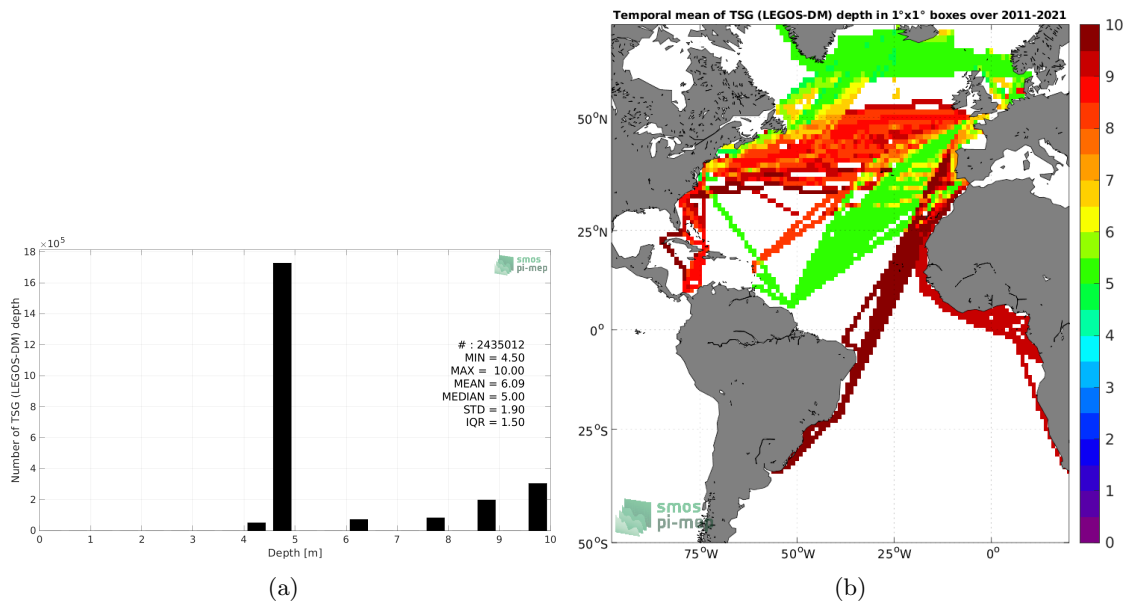 ×10⁵
18
16
14
12
10
8
6
4
2
0
Number of TSG (LEGOS-DM) depth
smos
pi-mep
# : 2435012
MIN = 4.50
MAX = 10.00
MEAN = 6.09
MEDIAN = 5.00
STD = 1.90
IQR = 1.50
0 1 2 3 4 5 6 7 8 9 10
Depth [m]
(a)
Temporal mean of TSG (LEGOS-DM) depth in 1°x1° boxes over 2011-2021
50°N
25°N
0°
25°S
50°S
75°W 50°W 25°W 0°
smos
pi-mep
10
9
8
7
6
5
4
3
2
1
0
(b)